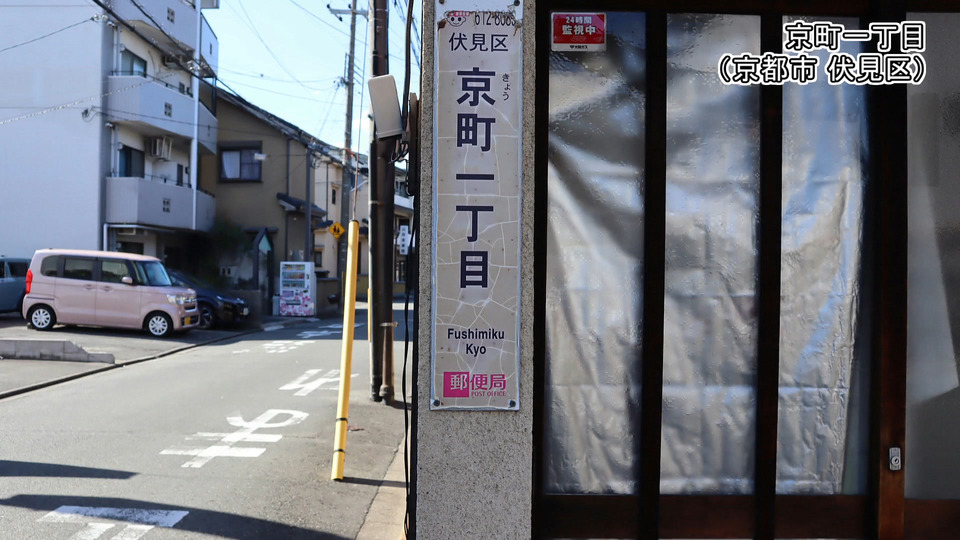 京町一丁目
(京都市 伏見区)
24時間
監視中
612-8083
伏見区
京町一丁目
きょう
Fushimiku
Kyo
郵便局
POST OFFICE